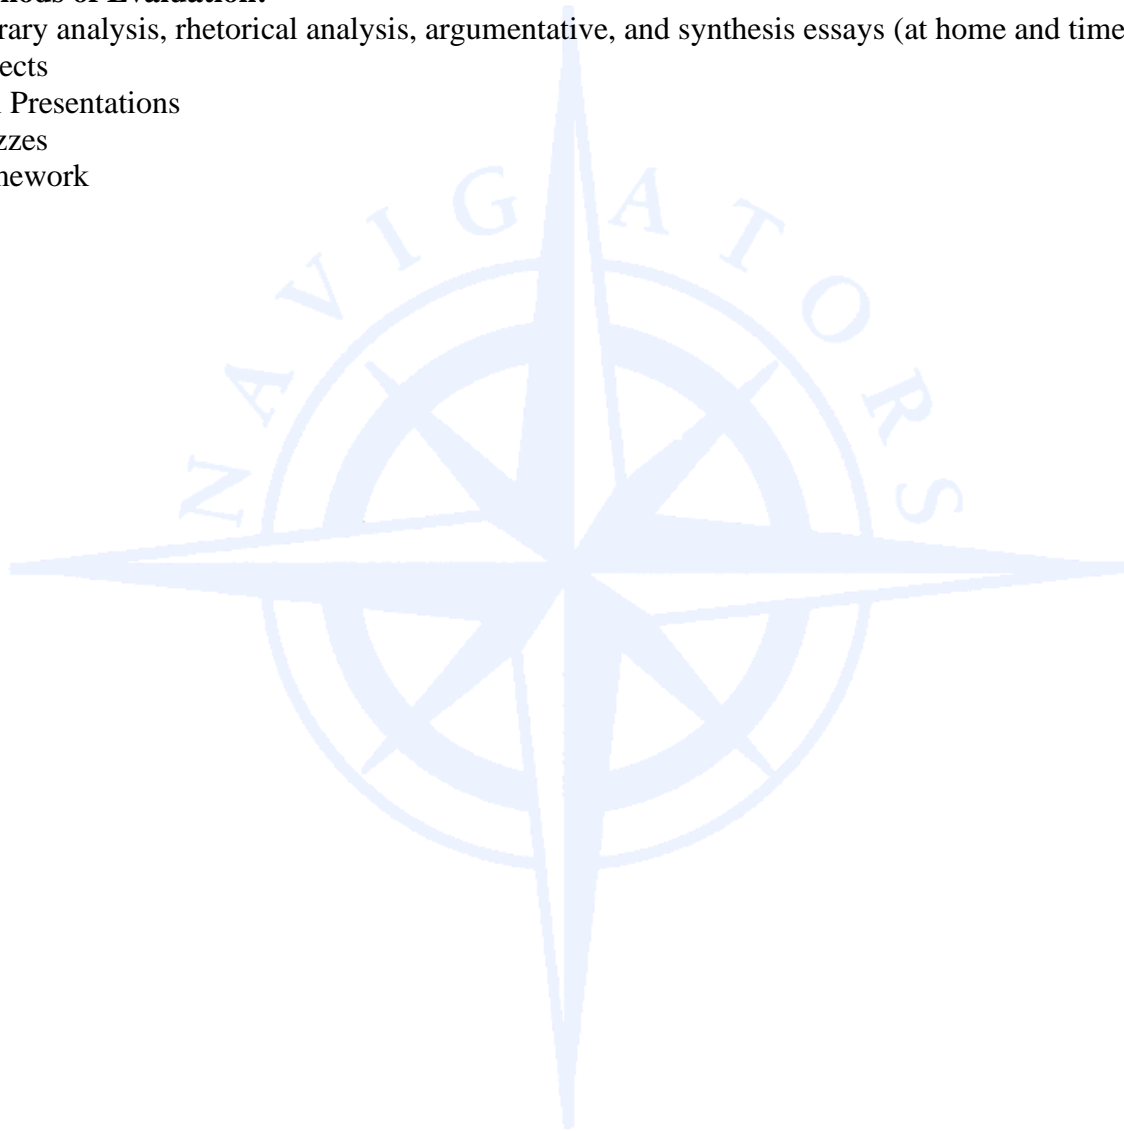 hods of Evaluation:
rary analysis, rhetorical analysis, argumentative, and synthesis essays (at home and time
ects
Presentations
zzes
mework
NAVIGATORS